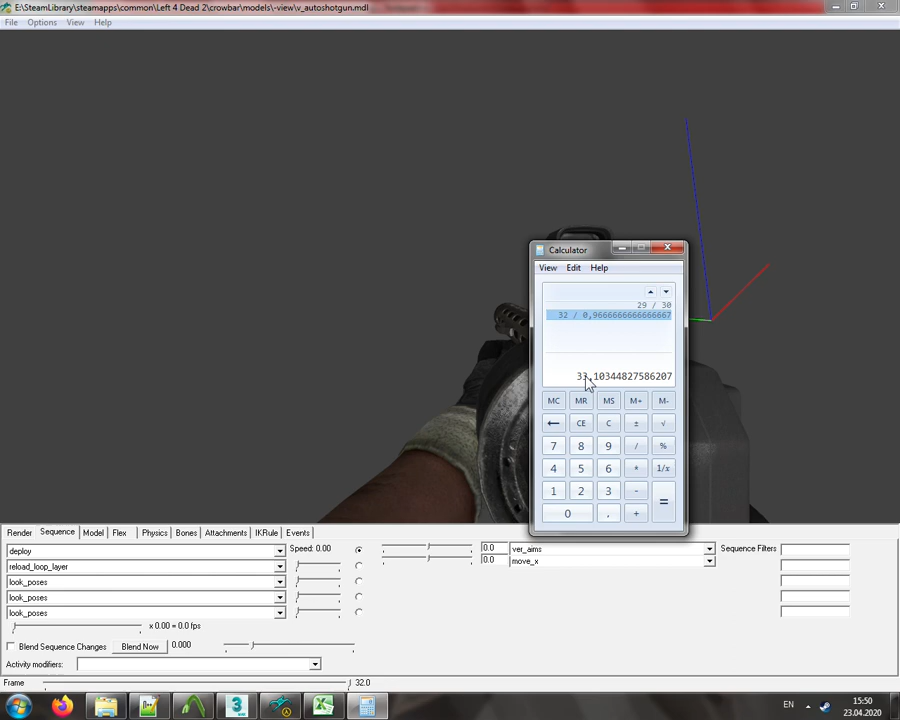 E:\SteamLibrary\steamapps\common\Left 4 Dead 2\crowbar\models\-view\v_autoshotgun.mdl
File Options View Help
Calculator
View Edit Help
29 / 30
32 / 0,9666666666666667
33,10344827586207
MC MR MS M+ M-
← CE C ± √
7 8 9 / %
4 5 6 * 1/x
1 2 3 - =
0 , +
Render Sequence Model Flex Physics Bones Attachments IKRule Events
deploy Speed: 0.00 0.0 ver_aims Sequence Filters
reload_loop_layer 0.0 move_x
look_poses
look_poses
look_poses
x 0.00 = 0.0 fps
Blend Sequence Changes Blend Now 0.000
Activity modifiers:
Frame 32.0
EN 15:50
23.04.2020